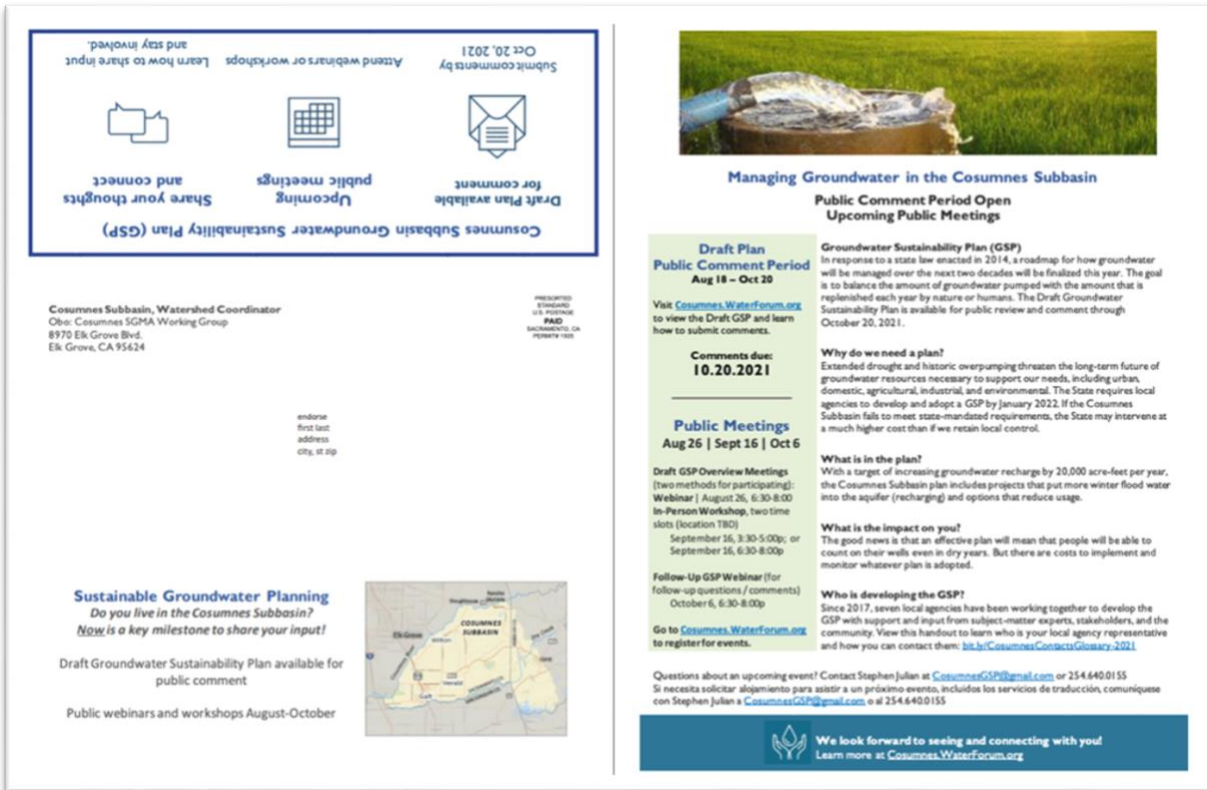 Cosumnes Subbasin Groundwater Sustainability Plan (GSP)
Draft Plan available
for comment
Upcoming
public meetings
Share your thoughts
and connect
Submit comments by
Oct 20, 2021
Attend webinars or workshops
Learn how to share input
and stay involved.
Cosumnes Subbasin, Watershed Coordinator
Obo: Cosumnes SGMA Working Group
8970 Elk Grove Blvd.
Elk Grove, CA 95624
PRESORTED
STANDARD
U.S. POSTAGE
PAID
SACRAMENTO, CA
PERMIT# 1935
endorse
first last
address
city, st zip
Sustainable Groundwater Planning
Do you live in the Cosumnes Subbasin?
Now is a key milestone to share your input!
Draft Groundwater Sustainability Plan available for
public comment
Public webinars and workshops August-October
COSUMNES
SUBBASIN
Elk Grove
Wilton
Herald
Galt
Ione
Managing Groundwater in the Cosumnes Subbasin
Public Comment Period Open
Upcoming Public Meetings
Draft Plan
Public Comment Period
Aug 18 – Oct 20
Visit Cosumnes.WaterForum.org
to view the Draft GSP and learn
how to submit comments.
Comments due:
10.20.2021
Public Meetings
Aug 26 | Sept 16 | Oct 6
Draft GSP Overview Meetings
(two methods for participating):
Webinar | August 26, 6:30-8:00
In-Person Workshop, two time
slots (location TBD)
September 16, 3:30-5:00p; or
September 16, 6:30-8:00p
Follow-Up GSP Webinar (for
follow-up questions / comments)
October 6, 6:30-8:00p
Go to Cosumnes.WaterForum.org
to register for events.
Groundwater Sustainability Plan (GSP)
In response to a state law enacted in 2014, a roadmap for how groundwater
will be managed over the next two decades will be finalized this year. The goal
is to balance the amount of groundwater pumped with the amount that is
replenished each year by nature or humans. The Draft Groundwater
Sustainability Plan is available for public review and comment through
October 20, 2021.
Why do we need a plan?
Extended drought and historic overpumping threaten the long-term future of
groundwater resources necessary to support our needs, including urban,
domestic, agricultural, industrial, and environmental. The State requires local
agencies to develop and adopt a GSP by January 2022. If the Cosumnes
Subbasin fails to meet state-mandated requirements, the State may intervene at
a much higher cost than if we retain local control.
What is in the plan?
With a target of increasing groundwater recharge by 20,000 acre-feet per year,
the Cosumnes Subbasin plan includes projects that put more winter flood water
into the aquifer (recharging) and options that reduce usage.
What is the impact on you?
The good news is that an effective plan will mean that people will be able to
count on their wells even in dry years. But there are costs to implement and
monitor whatever plan is adopted.
Who is developing the GSP?
Since 2017, seven local agencies have been working together to develop the
GSP with support and input from subject-matter experts, stakeholders, and the
community. View this handout to learn who is your local agency representative
and how you can contact them: bit.ly/CosumnesContactsGlossary-2021
Questions about an upcoming event? Contact Stephen Julian at CosumnesGSP@gmail.com or 254.640.0155
Si necesita solicitar alojamiento para asistir a un próximo evento, incluidos los servicios de traducción, comuníquese
con Stephen Julian a CosumnesGSP@gmail.com o al 254.640.0155
We look forward to seeing and connecting with you!
Learn more at Cosumnes.WaterForum.org